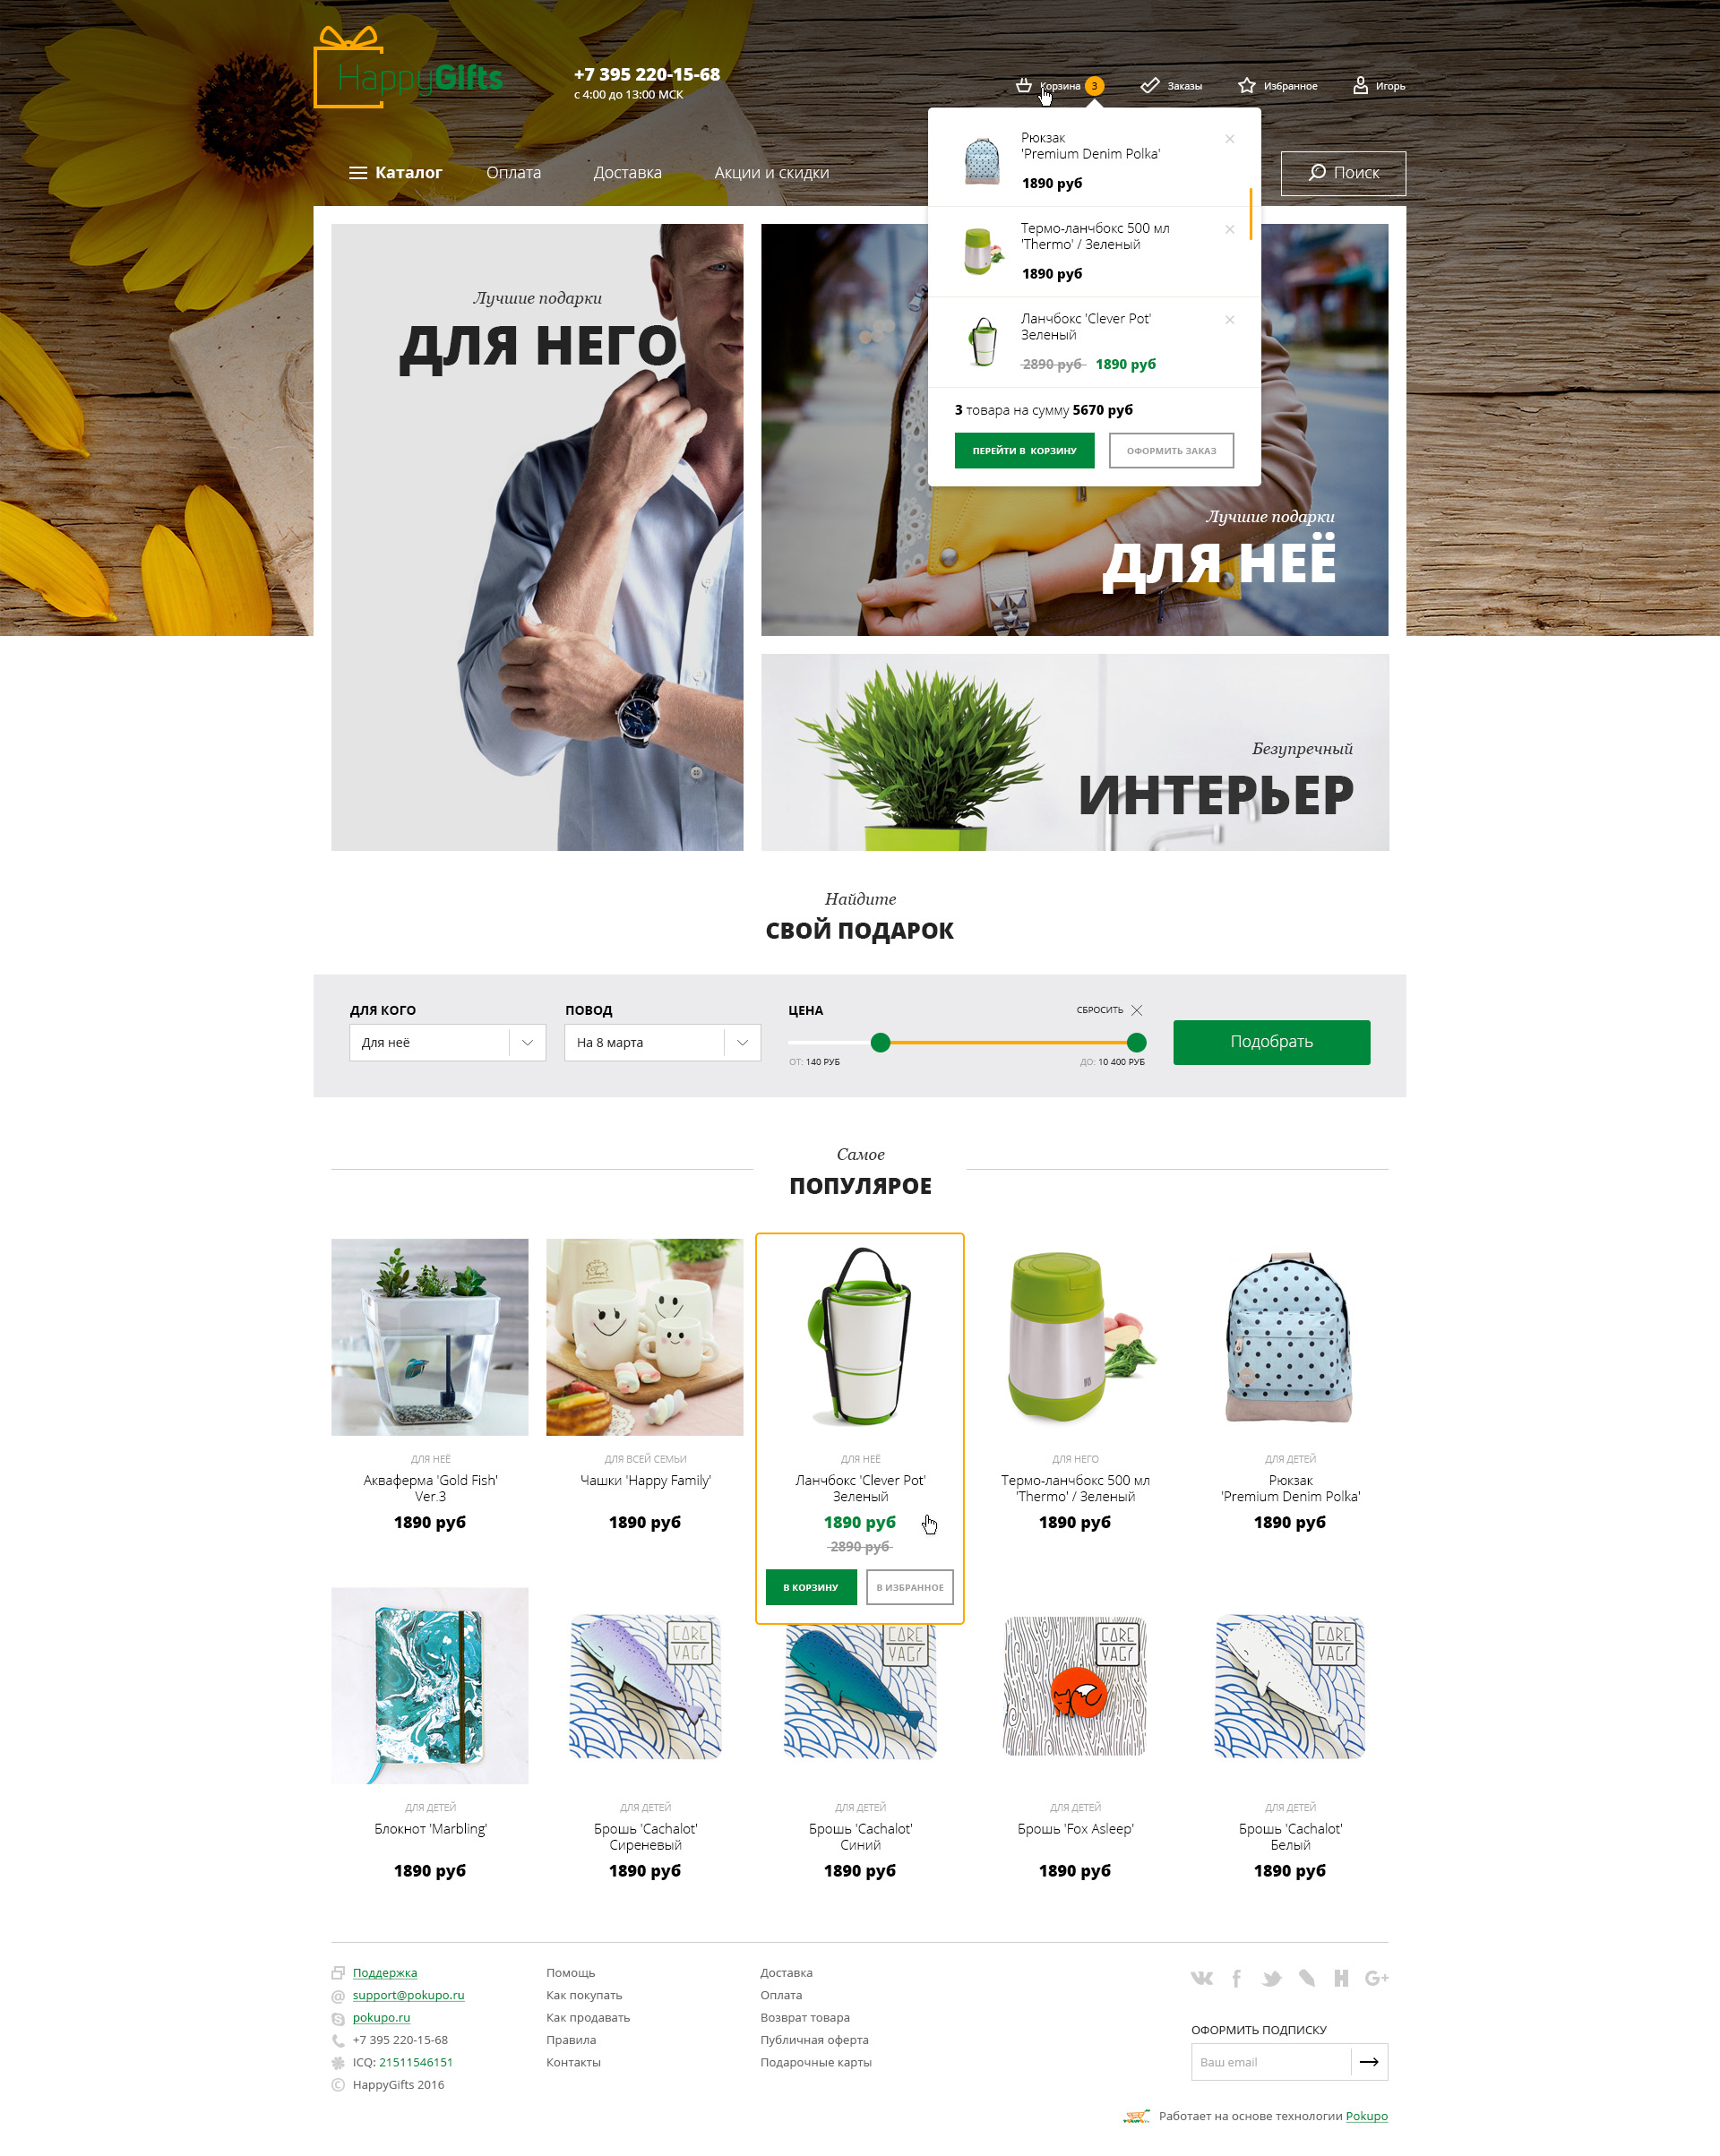 HappyGifts
+7 395 220-15-68
с 4:00 до 13:00 МСК
Корзина 3
Заказы
Избранное
Игорь
Каталог
Оплата
Доставка
Акции и скидки
Поиск
Рюкзак
'Premium Denim Polka'
1890 руб
Термо-ланчбокс 500 мл
'Thermo' / Зеленый
1890 руб
Ланчбокс 'Clever Pot'
Зеленый
2890 руб 1890 руб
3 товара на сумму 5670 руб
ПЕРЕЙТИ В КОРЗИНУ
ОФОРМИТЬ ЗАКАЗ
Лучшие подарки
ДЛЯ НЕГО
Лучшие подарки
ДЛЯ НЕЁ
Безупречный
ИНТЕРЬЕР
Найдите
СВОЙ ПОДАРОК
ДЛЯ КОГО
Для неё
ПОВОД
На 8 марта
ЦЕНА
СБРОСИТЬ
ОТ: 140 РУБ
ДО: 10 400 РУБ
Подобрать
Самое
ПОПУЛЯРОЕ
ДЛЯ НЕЁ
Акваферма 'Gold Fish'
Ver.3
1890 руб
ДЛЯ ВСЕЙ СЕМЬИ
Чашки 'Happy Family'
1890 руб
ДЛЯ НЕЁ
Ланчбокс 'Clever Pot'
Зеленый
1890 руб
2890 руб
В КОРЗИНУ
В ИЗБРАННОЕ
ДЛЯ НЕГО
Термо-ланчбокс 500 мл
'Thermo' / Зеленый
1890 руб
ДЛЯ ДЕТЕЙ
Рюкзак
'Premium Denim Polka'
1890 руб
CARE
VAGY
CARE
VAGY
CARE
VAGY
CARE
VAGY
ДЛЯ ДЕТЕЙ
Блокнот 'Marbling'
1890 руб
ДЛЯ ДЕТЕЙ
Брошь 'Cachalot'
Сиреневый
1890 руб
ДЛЯ ДЕТЕЙ
Брошь 'Cachalot'
Синий
1890 руб
ДЛЯ ДЕТЕЙ
Брошь 'Fox Asleep'
1890 руб
ДЛЯ ДЕТЕЙ
Брошь 'Cachalot'
Белый
1890 руб
Поддержка
support@pokupo.ru
pokupo.ru
+7 395 220-15-68
ICQ: 21511546151
© HappyGifts 2016
Помощь
Как покупать
Как продавать
Правила
Контакты
Доставка
Оплата
Возврат товара
Публичная оферта
Подарочные карты
ОФОРМИТЬ ПОДПИСКУ
Ваш email
Работает на основе технологии Pokupo